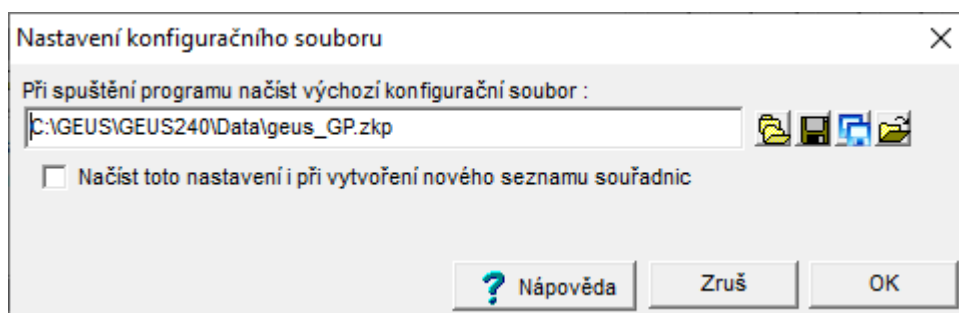 Nastavení konfiguračního souboru
Při spuštění programu načíst výchozí konfigurační soubor :
C:\GEUS\GEUS240\Data\geus_GP.zkp
Načíst toto nastavení i při vytvoření nového seznamu souřadnic
Nápověda Zruš OK